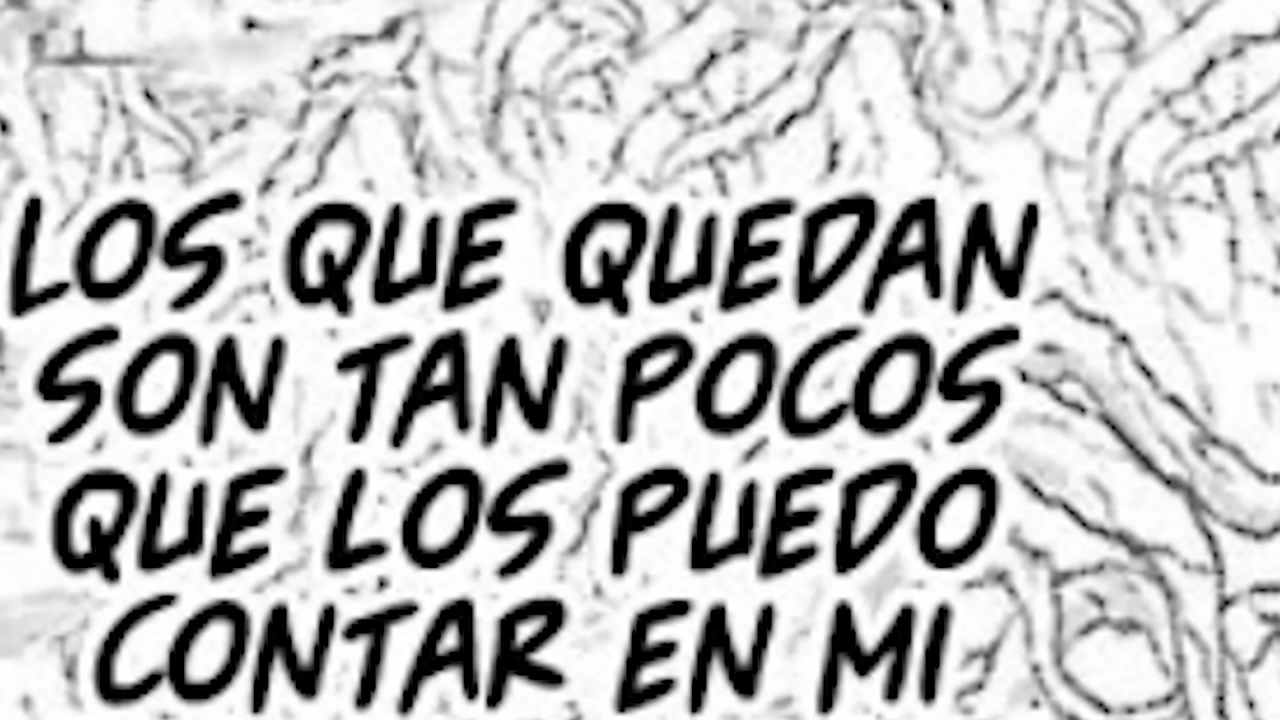 LOS QUE QUEDAN
SON TAN POCOS
QUE LOS PUEDO
CONTAR EN MI